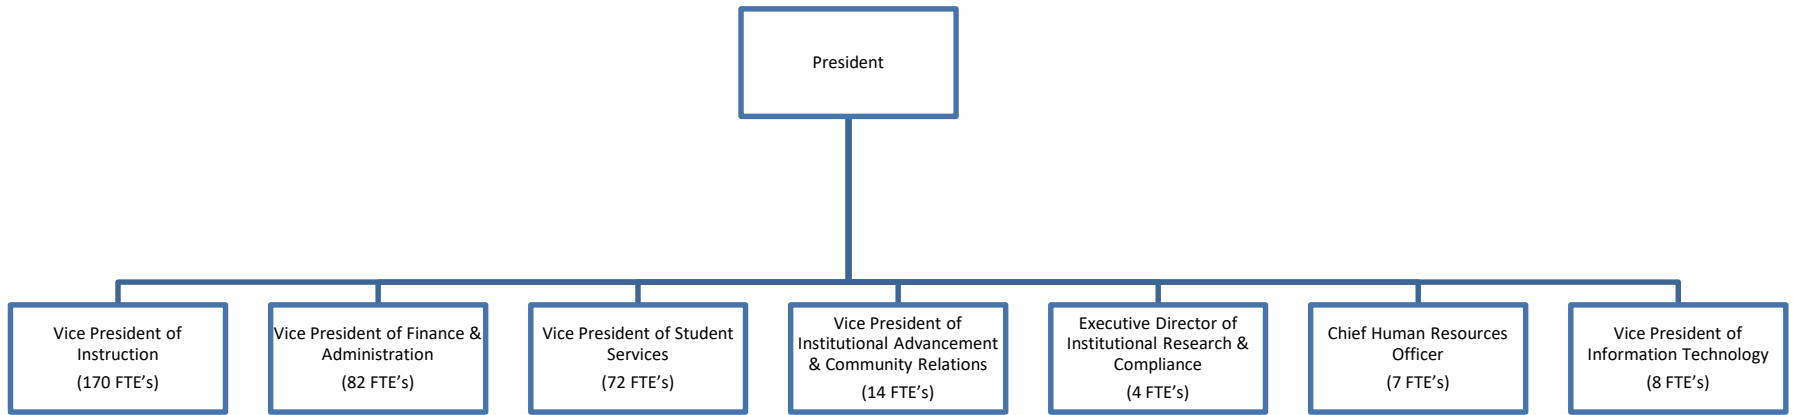 President
Vice President of
Instruction
(170 FTE’s)
Vice President of Finance &
Administration
(82 FTE’s)
Vice President of Student
Services
(72 FTE’s)
Vice President of
Institutional Advancement
& Community Relations
(14 FTE’s)
Executive Director of
Institutional Research &
Compliance
(4 FTE’s)
Chief Human Resources
Officer
(7 FTE’s)
Vice President of
Information Technology
(8 FTE’s)